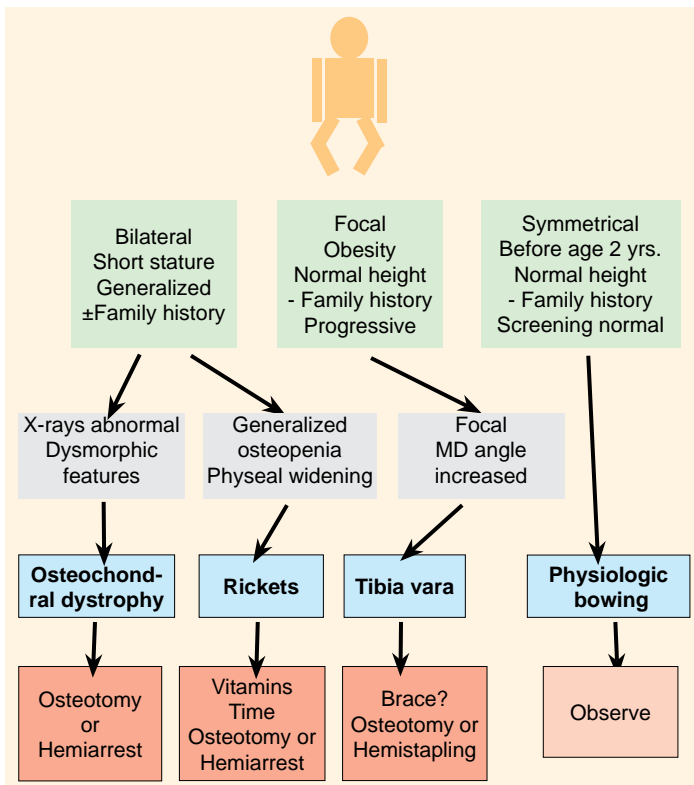 Bilateral
Short stature
Generalized
±Family history
Focal
Obesity
Normal height
- Family history
Progressive
Symmetrical
Before age 2 yrs.
Normal height
- Family history
Screening normal
X-rays abnormal
Dysmorphic
features
Generalized
osteopenia
Physeal widening
Focal
MD angle
increased
Osteochond-
ral dystrophy
Rickets
Tibia vara
Physiologic
bowing
Osteotomy
or
Hemiarrest
Vitamins
Time
Osteotomy or
Hemiarrest
Brace?
Osteotomy or
Hemistapling
Observe